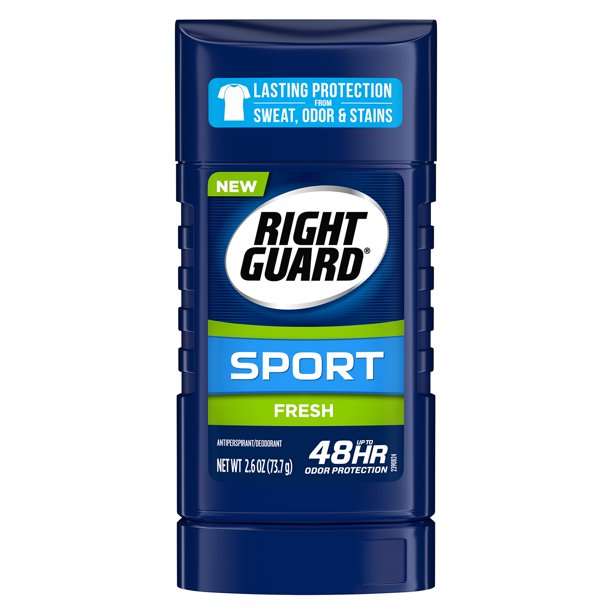 LASTING PROTECTION
FROM
SWEAT, ODOR & STAINS
NEW
RIGHT
GUARD®
SPORT
FRESH
ANTIPERSPIRANT/DEODORANT
NET WT 2.6 OZ (73.7 g)
UP TO
48HR
ODOR PROTECTION
2390824